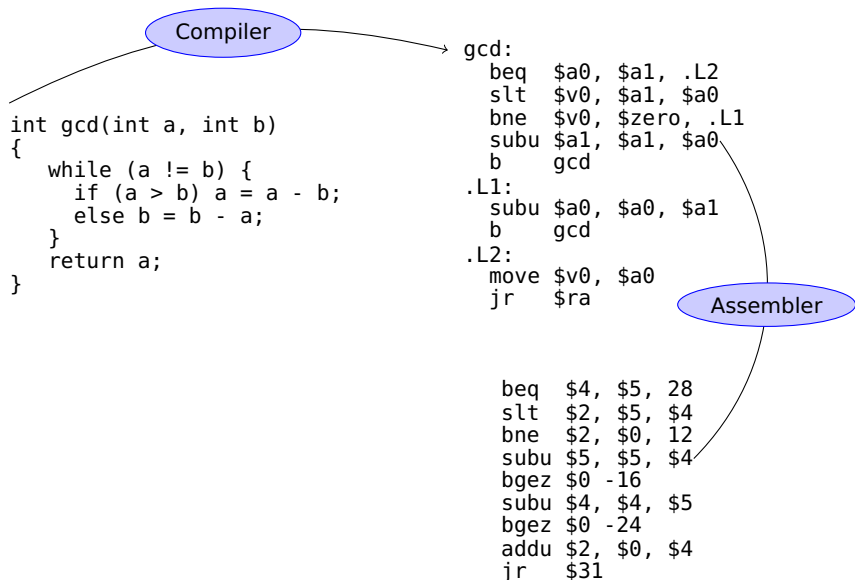 Compiler
int gcd(int a, int b)
{
   while (a != b) {
     if (a > b) a = a - b;
     else b = b - a;
   }
   return a;
}
gcd:
  beq  $a0, $a1, .L2
  slt  $v0, $a1, $a0
  bne  $v0, $zero, .L1
  subu $a1, $a1, $a0
  b    gcd
.L1:
  subu $a0, $a0, $a1
  b    gcd
.L2:
  move $v0, $a0
  jr   $ra
Assembler
beq  $4, $5, 28
slt  $2, $5, $4
bne  $2, $0, 12
subu $5, $5, $4
bgez $0 -16
subu $4, $4, $5
bgez $0 -24
addu $2, $0, $4
jr   $31